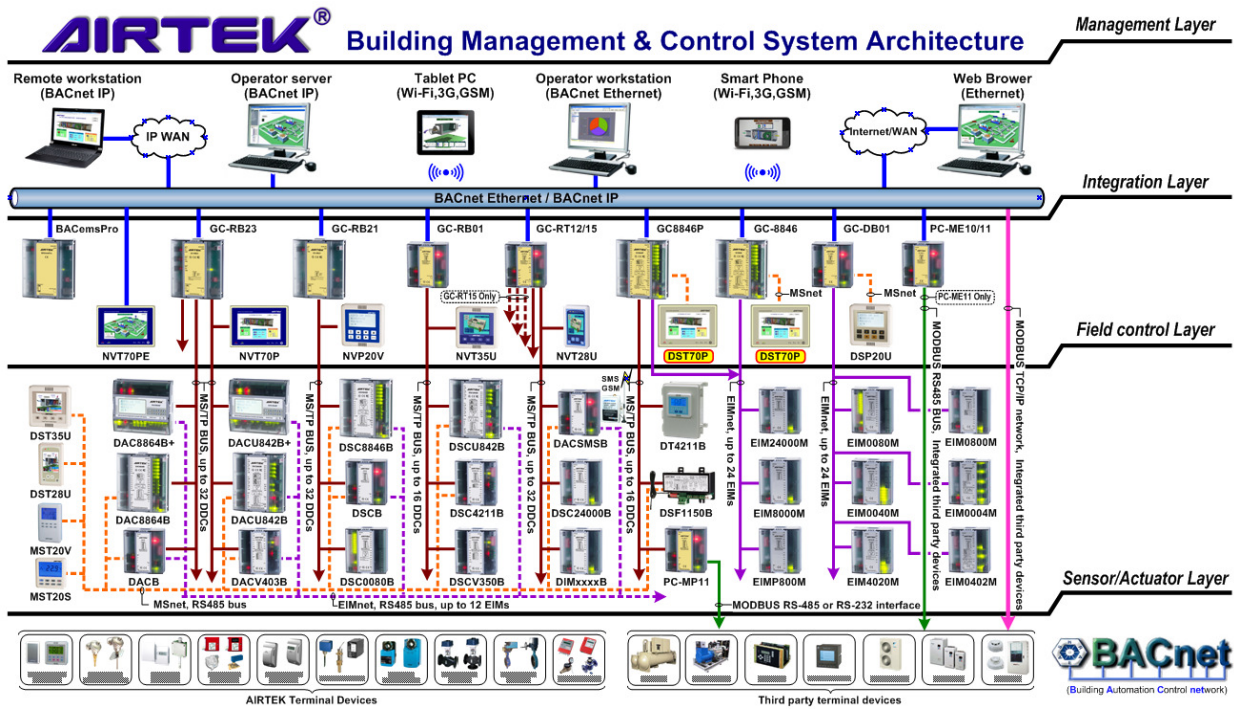 AIRTEK®
Building Management & Control System Architecture
Management Layer
Remote workstation
(BACnet IP)
Operator server
(BACnet IP)
Tablet PC
(Wi-Fi,3G,GSM)
Operator workstation
(BACnet Ethernet)
Smart Phone
(Wi-Fi,3G,GSM)
Web Brower
(Ethernet)
IP WAN
Internet/WAN
BACnet Ethernet / BACnet IP
Integration Layer
BACemsPro
GC-RB23
GC-RB21
GC-RB01
GC-RT12/15
GC8846P
GC-8846
GC-DB01
PC-ME10/11
GC-RT15 Only
MSnet
MSnet
PC-ME11 Only
NVT70PE
NVT70P
NVP20V
NVT35U
NVT28U
DST70P
DST70P
DSP20U
Field control Layer
MS/TP BUS, up to 32 DDCs
MS/TP BUS, up to 32 DDCs
MS/TP BUS, up to 16 DDCs
MS/TP BUS, up to 32 DDCs
MS/TP BUS, up to 16 DDCs
EIMnet, up to 24 EIMs
EIMnet, up to 24 EIMs
MODBUS RS485 BUS, Integrated third party devices
MODBUS TCP/IP network, Integrated third party devices
SMS
GSM
DST35U
DAC8864B+
DACU842B+
DSC8846B
DSCU842B
DACSMSB
DT4211B
EIM24000M
EIM0080M
EIM0800M
DST28U
DAC8864B
DACU842B
DSCB
DSC4211B
DSC24000B
DSF1150B
EIM8000M
EIM0040M
EIM0004M
MST20V
MST20S
DACB
DACV403B
DSC0080B
DSCV350B
DIMxxxxB
PC-MP11
EIMP800M
EIM4020M
EIM0402M
Sensor/Actuator Layer
MSnet, RS485 bus
EIMnet, RS485 bus, up to 12 EIMs
MODBUS RS-485 or RS-232 interface
AIRTEK Terminal Devices
Third party terminal devices
BACnet
(Building Automation Control network)